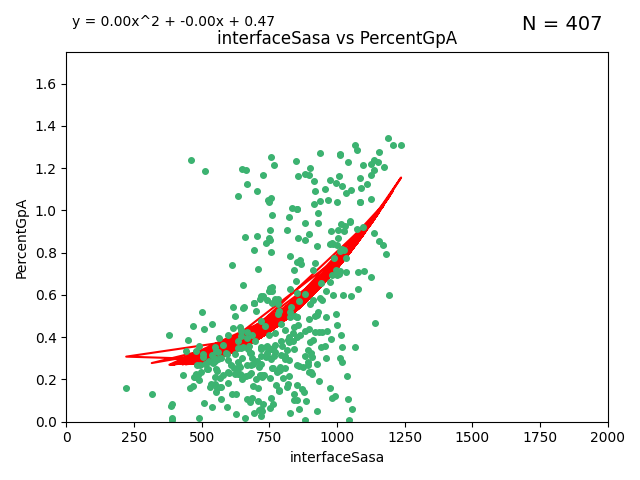 y = 0.00x^2 + -0.00x + 0.47
N = 407
interfaceSasa vs PercentGpA
1.6
1.4
1.2
1.0
0.8
0.6
0.4
0.2
0.0
PercentGpA
0 250 500 750 1000 1250 1500 1750 2000
interfaceSasa